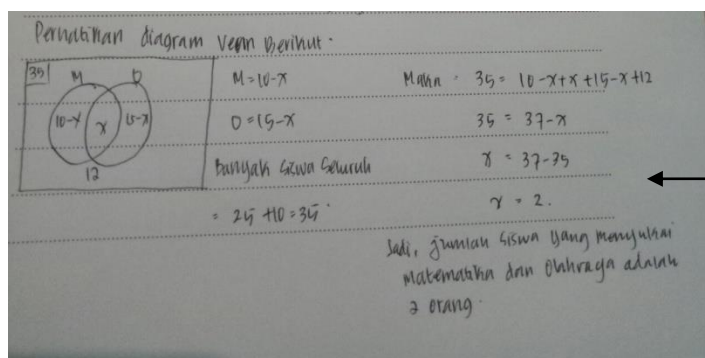 Perhatikan diagram Venn Berikut.
35
M
O
10-x
x
15-x
12
M = 10-x
O = 15-x
Banyak siswa seluruh
= 25 + 10 = 35.
Maka : 35 = 10-x+x+15-x+12
35 = 37-x
x = 37-35
x = 2.
Jadi, jumlah siswa yang menyukai
matematika dan Olahraga adalah
2 orang.